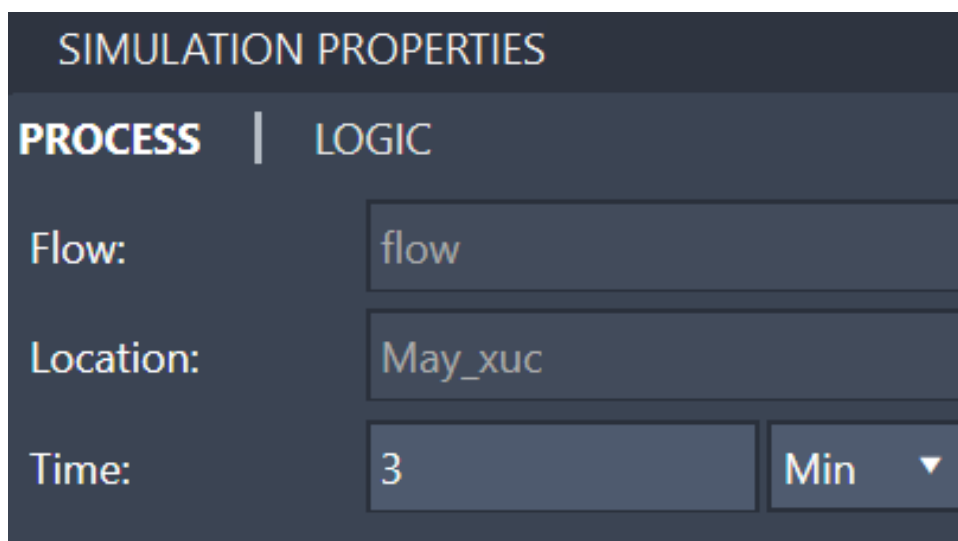 SIMULATION PROPERTIES
PROCESS | LOGIC
Flow: flow
Location: May_xuc
Time: 3 Min